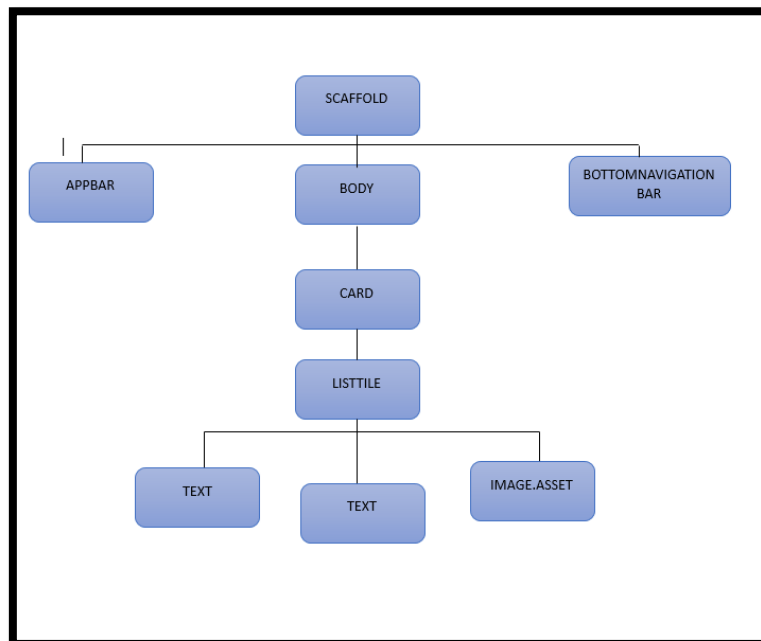 SCAFFOLD
APPBAR
BODY
BOTTOMNAVIGATION
BAR
CARD
LISTTILE
TEXT
TEXT
IMAGE.ASSET